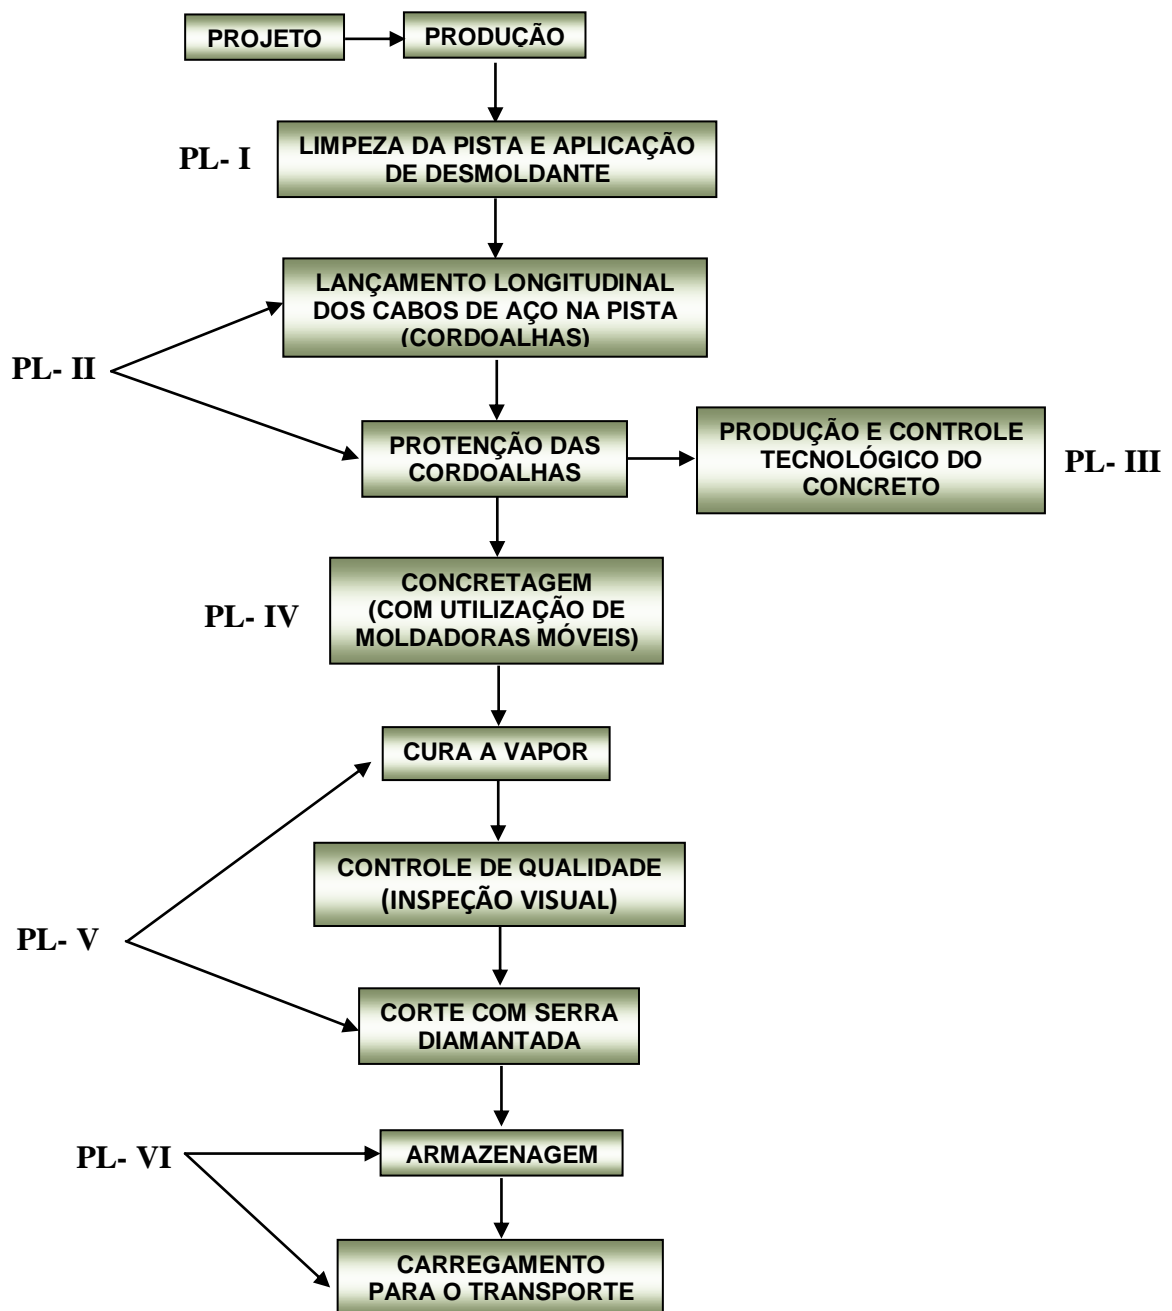 PROJETO
PRODUÇÃO
PL- I
LIMPEZA DA PISTA E APLICAÇÃO
DE DESMOLDANTE
LANÇAMENTO LONGITUDINAL
DOS CABOS DE AÇO NA PISTA
(CORDOALHAS)
PL- II
PROTENÇÃO DAS
CORDOALHAS
PRODUÇÃO E CONTROLE
TECNOLÓGICO DO
CONCRETO
PL- III
PL- IV
CONCRETAGEM
(COM UTILIZAÇÃO DE
MOLDADORAS MÓVEIS)
CURA A VAPOR
CONTROLE DE QUALIDADE
(INSPEÇÃO VISUAL)
PL- V
CORTE COM SERRA
DIAMANTADA
PL- VI
ARMAZENAGEM
CARREGAMENTO
PARA O TRANSPORTE